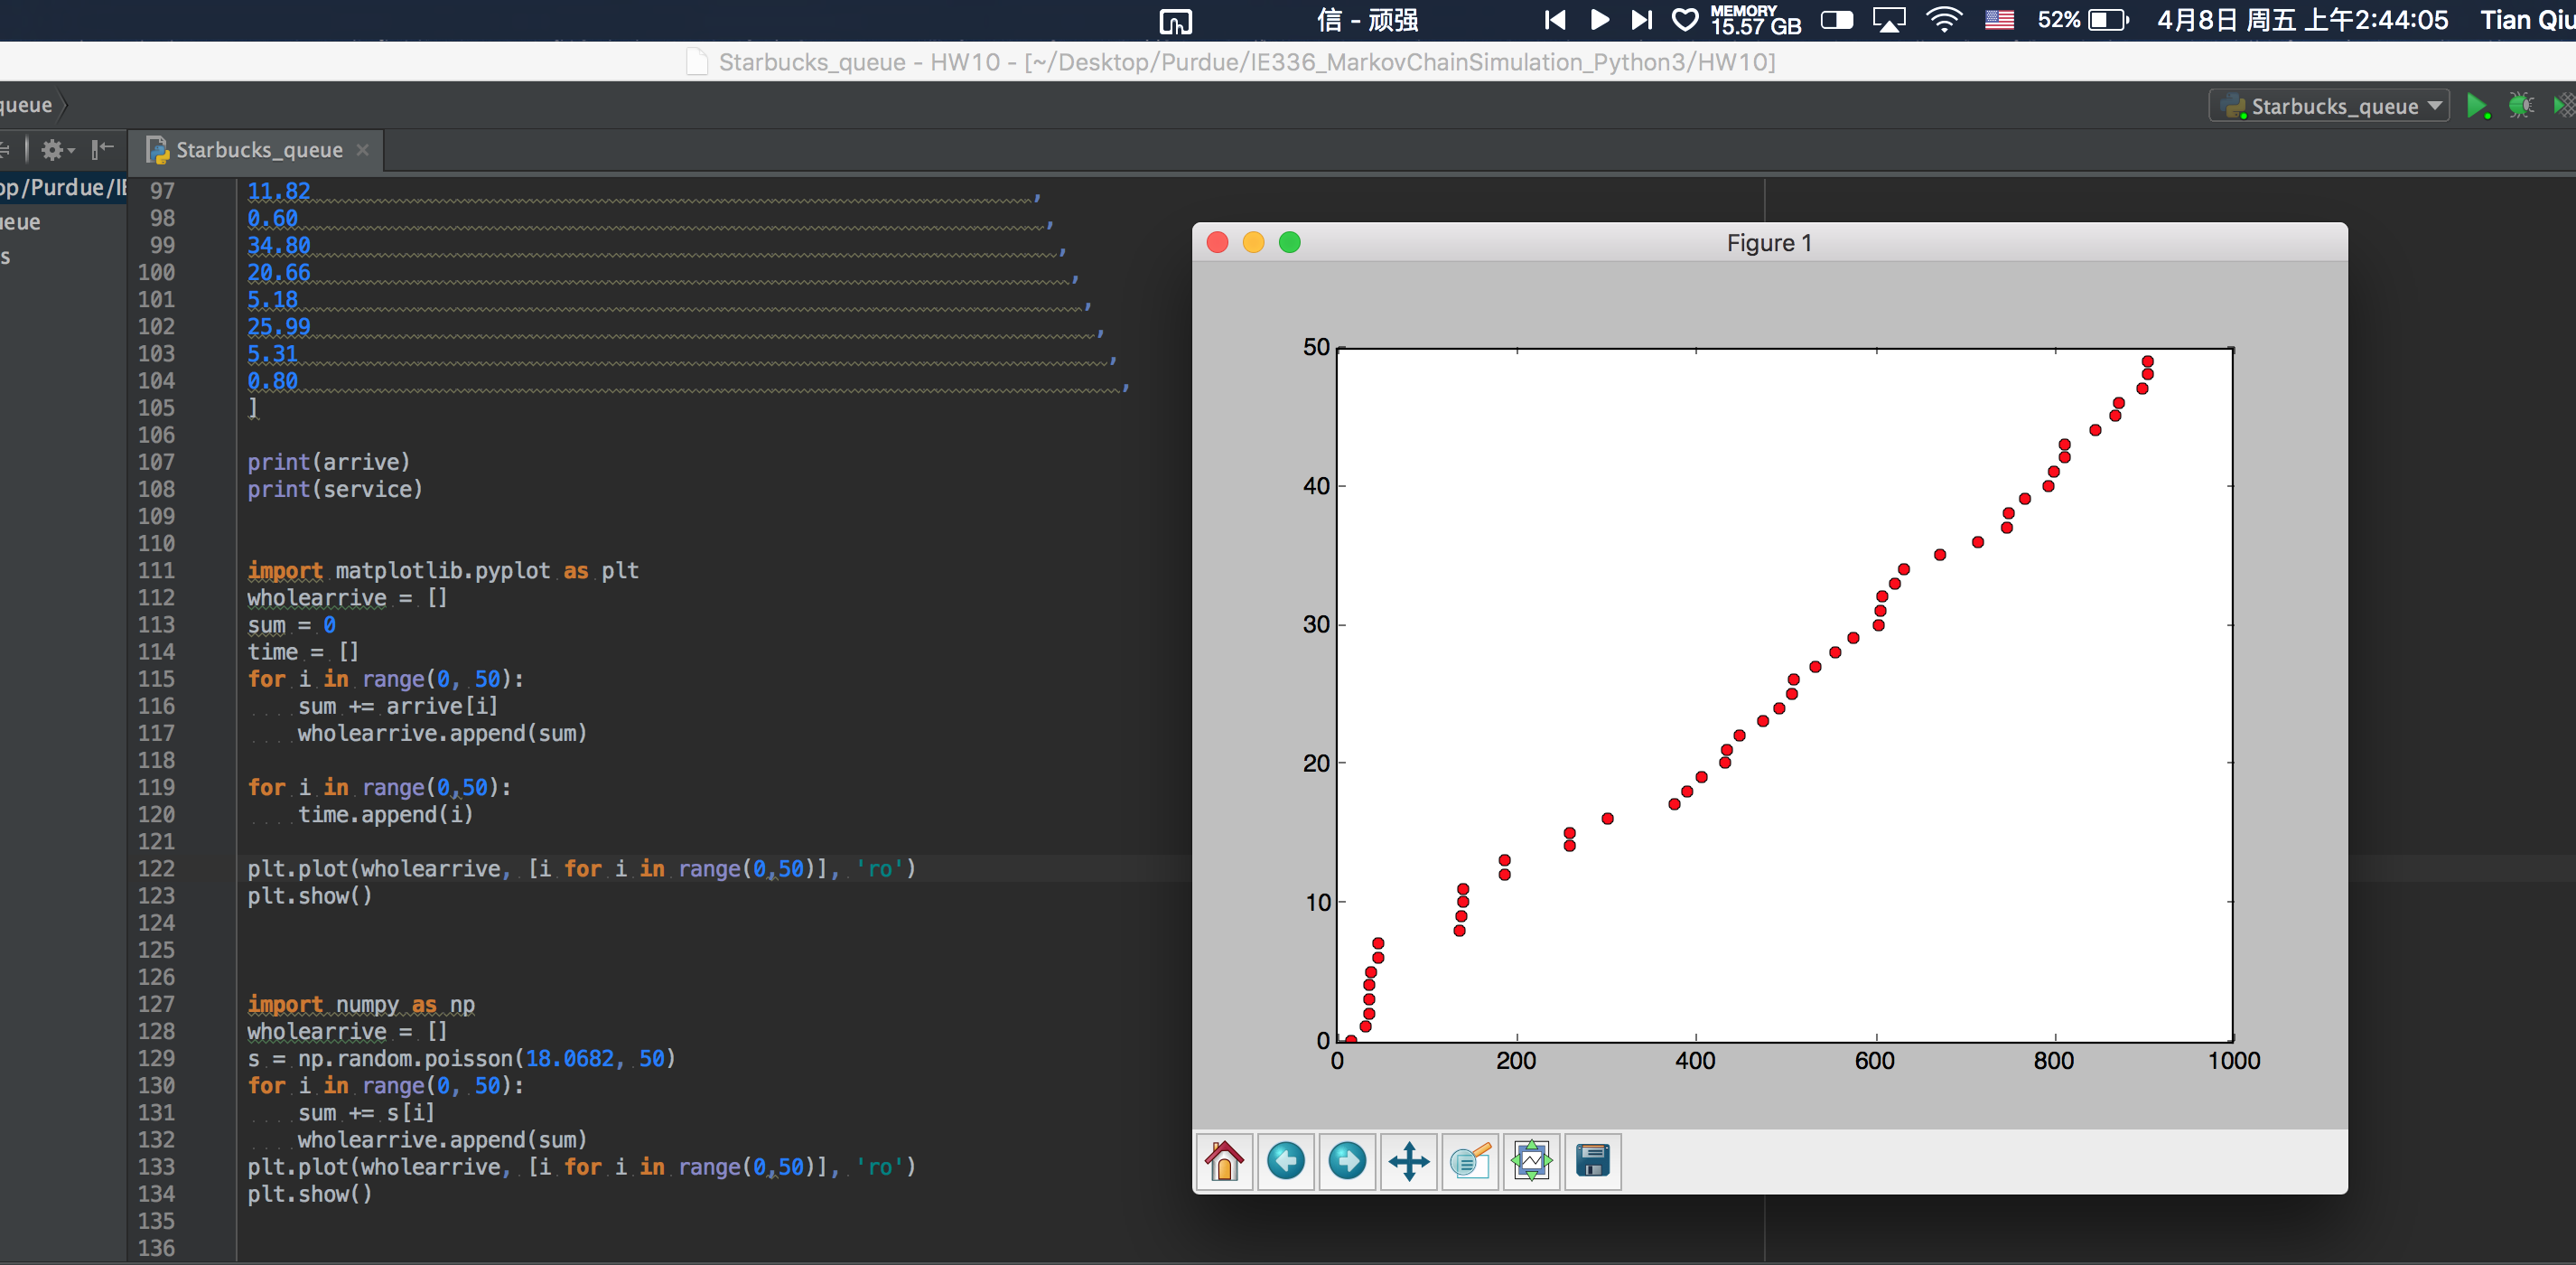 信 - 顽强 MEMORY 15.57 GB 52% 4月8日 周五 上午2:44:05 Tian Qiu
Starbucks_queue - HW10 - [~/Desktop/Purdue/IE336_MarkovChainSimulation_Python3/HW10]
queue
Starbucks_queue
Starbucks_queue
op/Purdue/IE
ueue
s
97 11.82 ,
98 0.60 ,
99 34.80 ,
100 20.66 ,
101 5.18 ,
102 25.99 ,
103 5.31 ,
104 0.80 ,
105 ]
106
107 print(arrive)
108 print(service)
109
110
111 import matplotlib.pyplot as plt
112 wholearrive = []
113 sum = 0
114 time = []
115 for i in range(0, 50):
116 sum += arrive[i]
117 wholearrive.append(sum)
118
119 for i in range(0,50):
120 time.append(i)
121
122 plt.plot(wholearrive, [i for i in range(0,50)], 'ro')
123 plt.show()
124
125
126
127 import numpy as np
128 wholearrive = []
129 s = np.random.poisson(18.0682, 50)
130 for i in range(0, 50):
131 sum += s[i]
132 wholearrive.append(sum)
133 plt.plot(wholearrive, [i for i in range(0,50)], 'ro')
134 plt.show()
135
136
Figure 1
50
40
30
20
10
0
0 200 400 600 800 1000